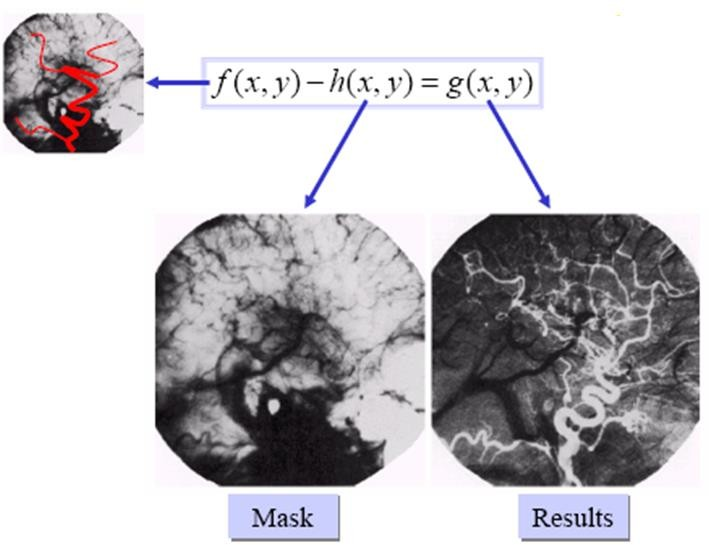 f(x, y) − h(x, y) = g(x, y)
Mask
Results